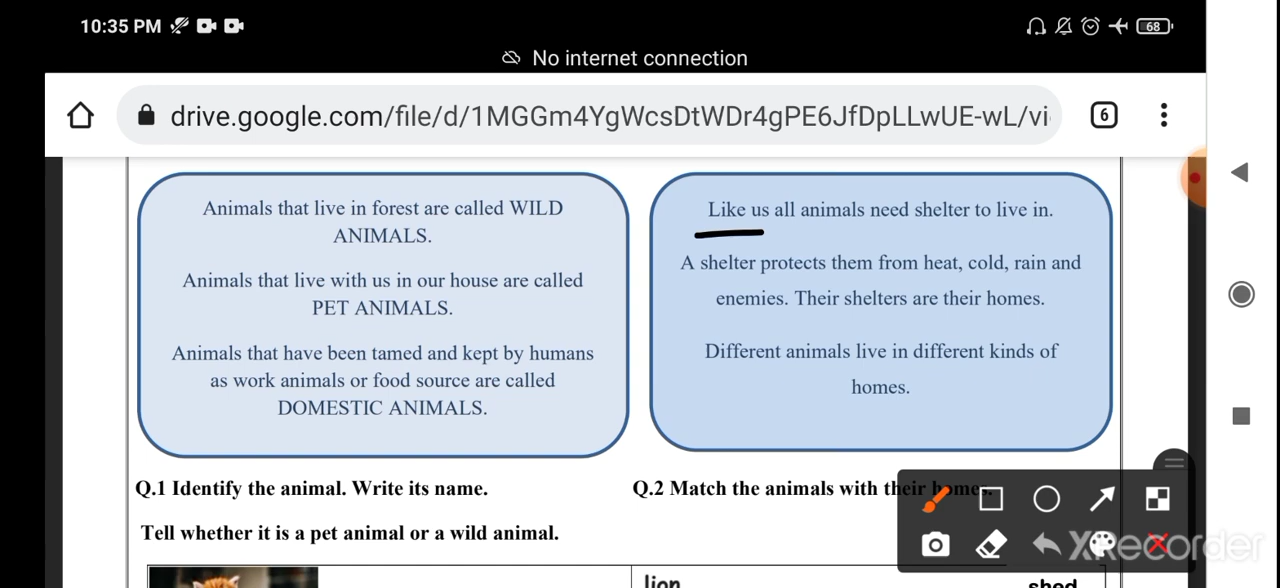 10:35 PM
68
No internet connection
drive.google.com/file/d/1MGGm4YgWcsDtWDr4gPE6JfDpLLwUE-wL/vi
6
Animals that live in forest are called WILD
ANIMALS.
Animals that live with us in our house are called
PET ANIMALS.
Animals that have been tamed and kept by humans
as work animals or food source are called
DOMESTIC ANIMALS.
Like us all animals need shelter to live in.
A shelter protects them from heat, cold, rain and
enemies. Their shelters are their homes.
Different animals live in different kinds of
homes.
Q.1 Identify the animal. Write its name.
Tell whether it is a pet animal or a wild animal.
Q.2 Match the animals with their homes.
lion
shed
XRecorder